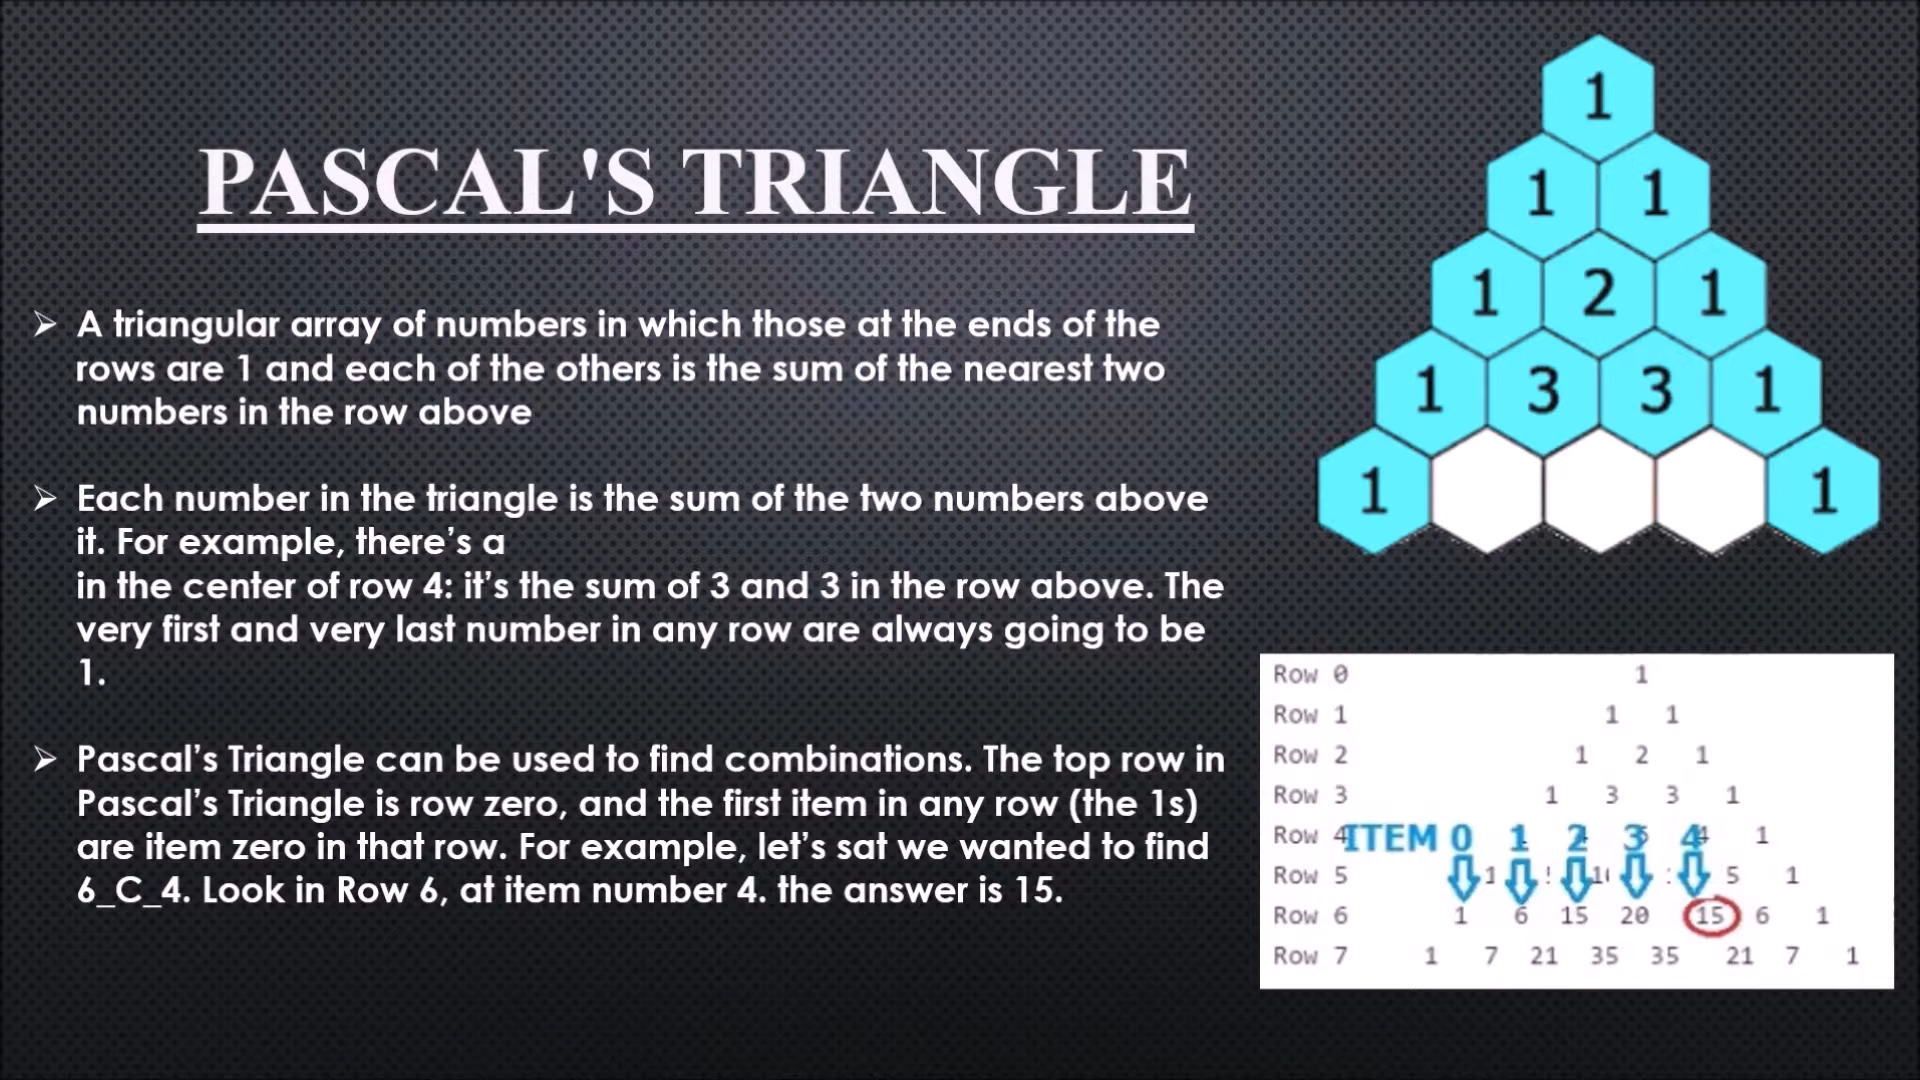 PASCAL'S TRIANGLE
➢ A triangular array of numbers in which those at the ends of the
rows are 1 and each of the others is the sum of the nearest two
numbers in the row above
➢ Each number in the triangle is the sum of the two numbers above
it. For example, there’s a
in the center of row 4: it’s the sum of 3 and 3 in the row above. The
very first and very last number in any row are always going to be
1.
➢ Pascal’s Triangle can be used to find combinations. The top row in
Pascal’s Triangle is row zero, and the first item in any row (the 1s)
are item zero in that row. For example, let’s sat we wanted to find
6_C_4. Look in Row 6, at item number 4. the answer is 15.
1
1 1
1 2 1
1 3 3 1
1 1
Row 0 1
Row 1 1 1
Row 2 1 2 1
Row 3 1 3 3 1
Row 4 1
ITEM 0 1 2 3 4
Row 5 1 5 1
Row 6 1 6 15 20 15 6 1
Row 7 1 7 21 35 35 21 7 1